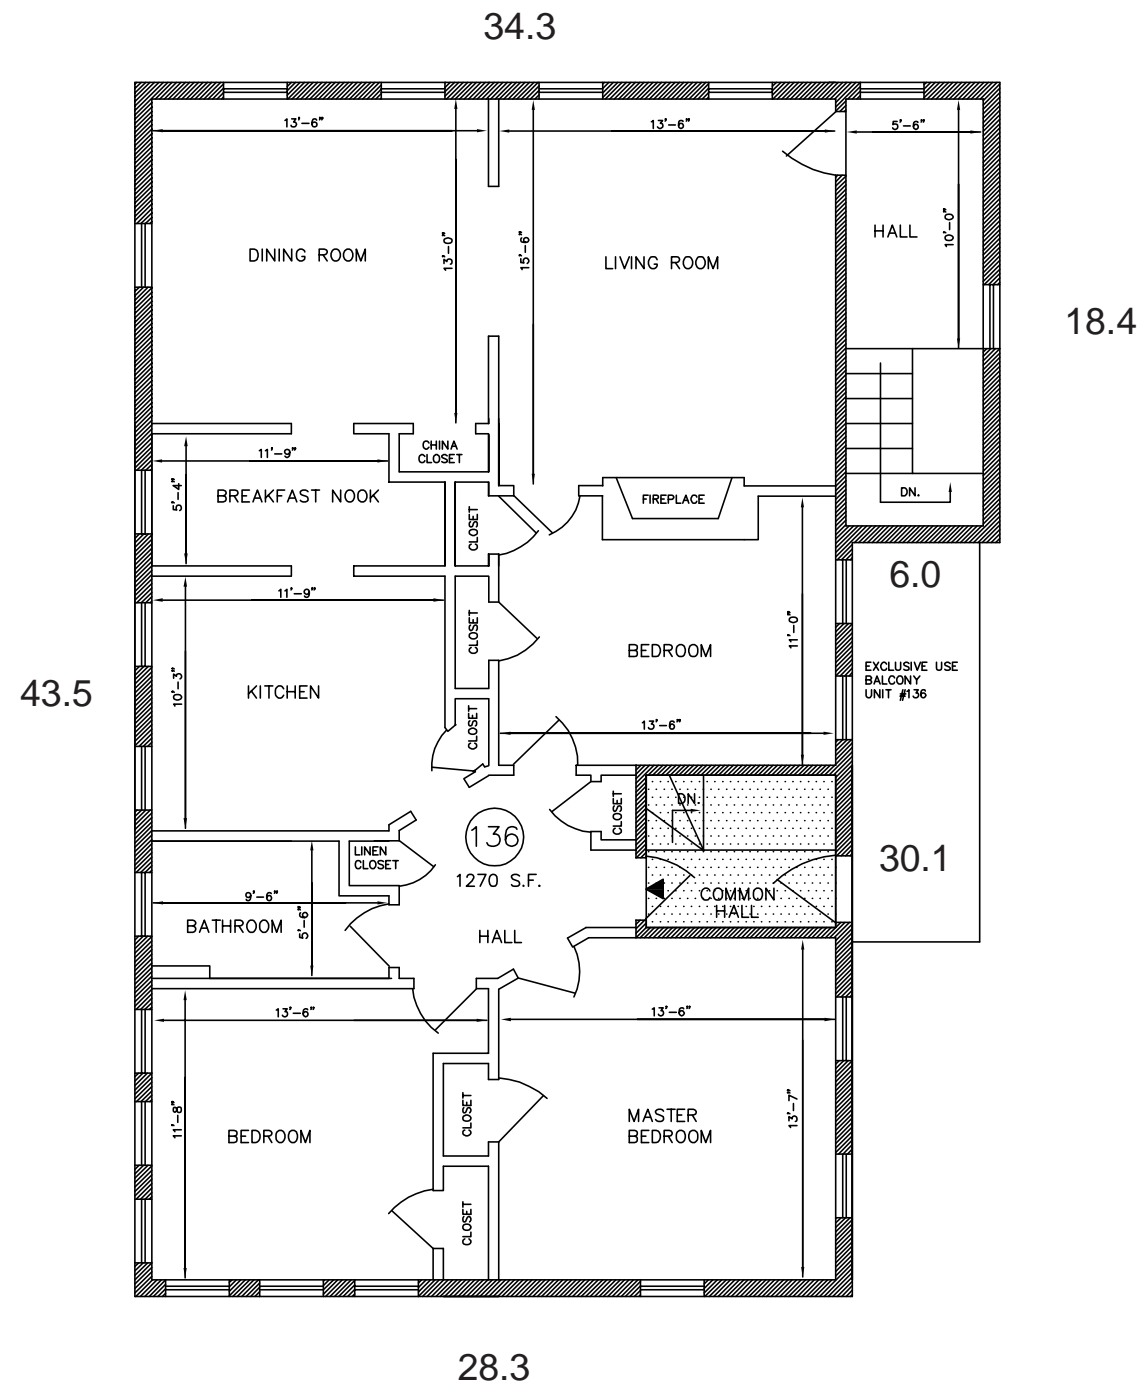 34.3
13'-6"
13'-6"
5'-6"
13'-0"
15'-6"
10'-0"
HALL
DINING ROOM
LIVING ROOM
18.4
CHINA
CLOSET
11'-9"
5'-4"
BREAKFAST NOOK
CLOSET
FIREPLACE
DN.
6.0
11'-9"
CLOSET
11'-0"
BEDROOM
EXCLUSIVE USE
BALCONY
UNIT #136
43.5
10'-3"
KITCHEN
CLOSET
13'-6"
DN.
CLOSET
136
LINEN
CLOSET
1270 S.F.
30.1
COMMON
HALL
9'-6"
5'-6"
BATHROOM
HALL
13'-6"
13'-6"
11'-8"
BEDROOM
CLOSET
MASTER
BEDROOM
13'-7"
CLOSET
28.3